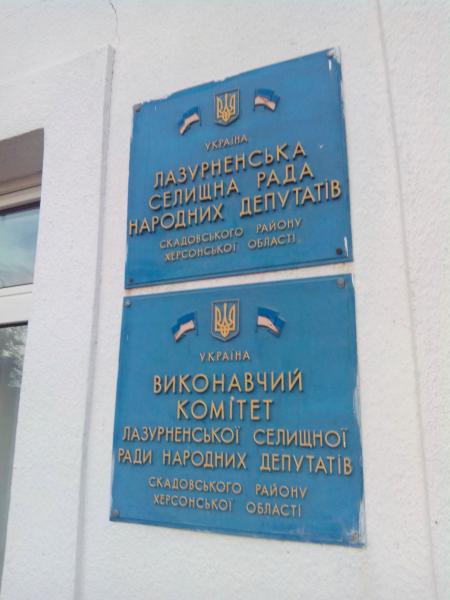 УКРАЇНА
ЛАЗУРНЕНСЬКА
СЕЛИЩНА РАДА
НАРОДНИХ ДЕПУТАТІВ
СКАДОВСЬКОГО РАЙОНУ
ХЕРСОНСЬКОЇ ОБЛАСТІ
УКРАЇНА
ВИКОНАВЧИЙ
КОМІТЕТ
ЛАЗУРНЕНСЬКОЇ СЕЛИЩНОЇ
РАДИ НАРОДНИХ ДЕПУТАТІВ
СКАДОВСЬКОГО РАЙОНУ
ХЕРСОНСЬКОЇ ОБЛАСТІ